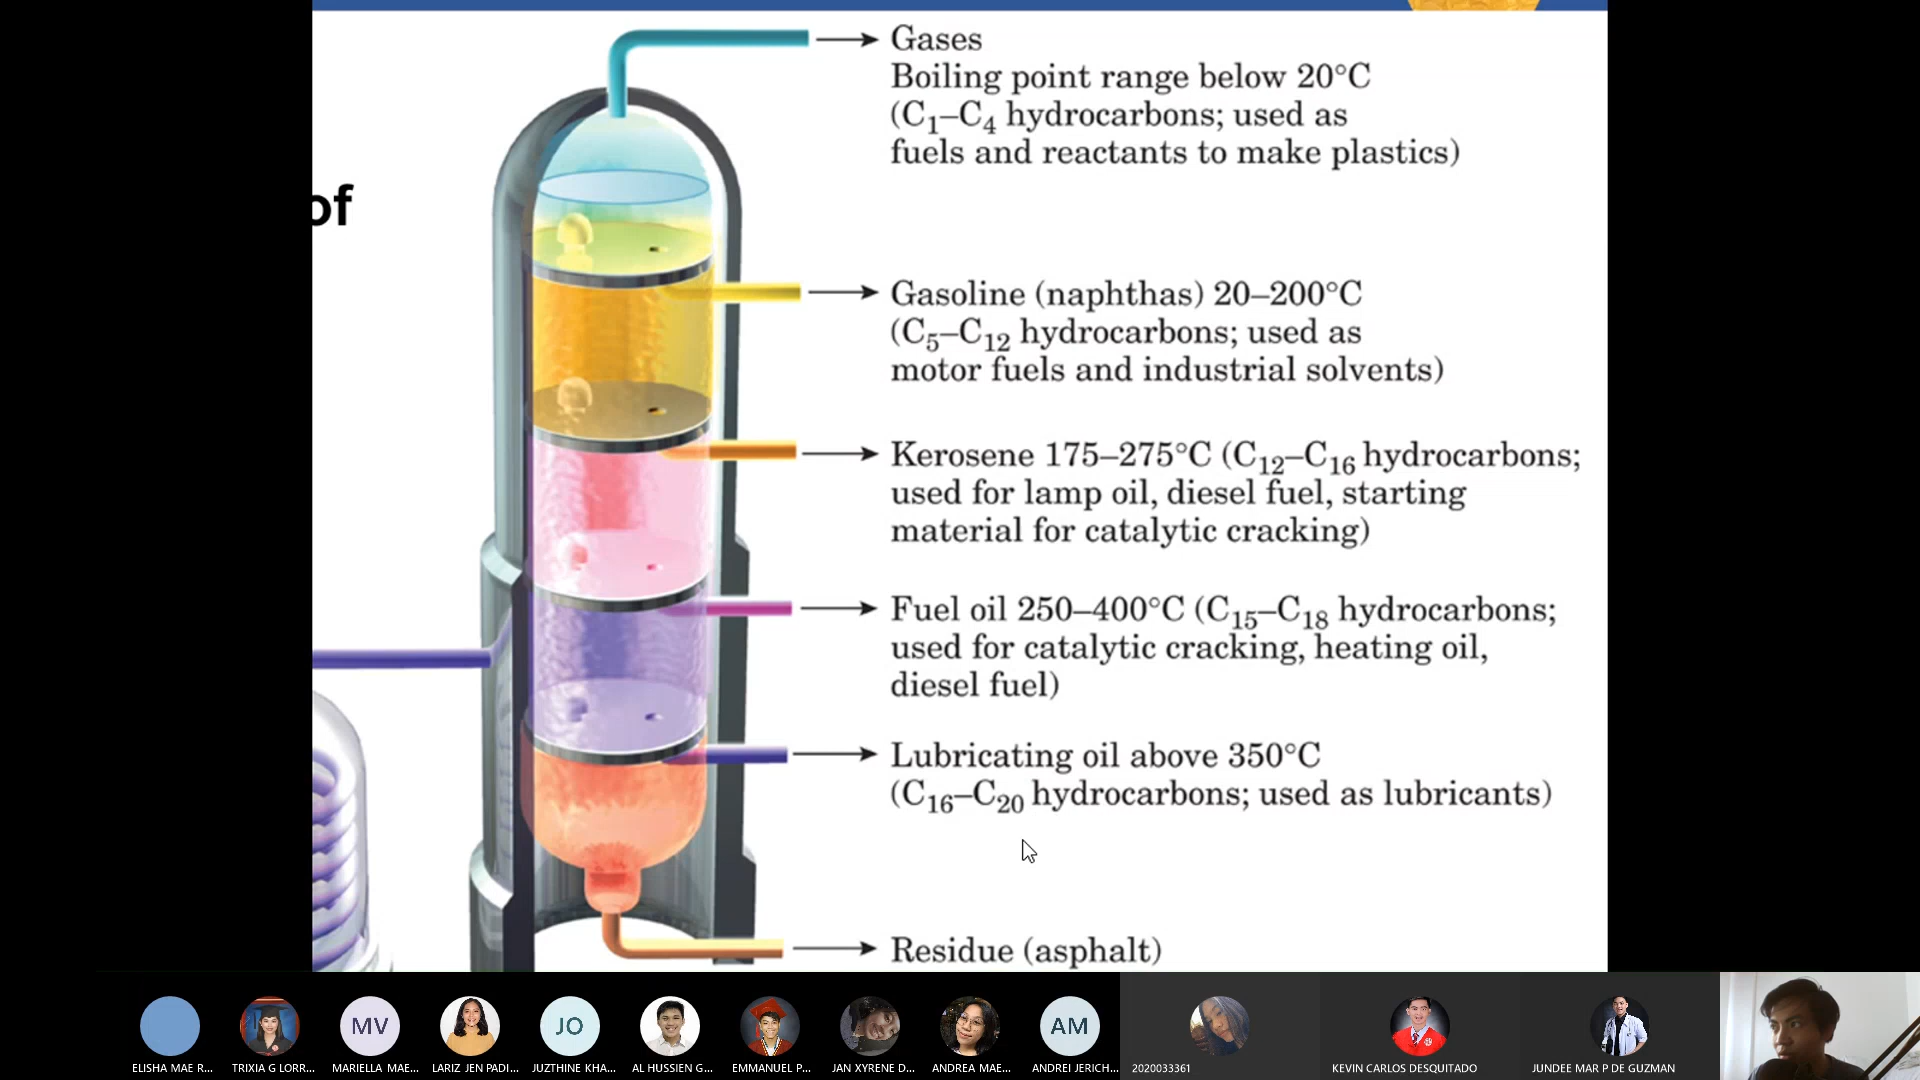 of
Gases
Boiling point range below 20°C
(C₁–C₄ hydrocarbons; used as
fuels and reactants to make plastics)
Gasoline (naphthas) 20–200°C
(C₅–C₁₂ hydrocarbons; used as
motor fuels and industrial solvents)
Kerosene 175–275°C (C₁₂–C₁₆ hydrocarbons;
used for lamp oil, diesel fuel, starting
material for catalytic cracking)
Fuel oil 250–400°C (C₁₅–C₁₈ hydrocarbons;
used for catalytic cracking, heating oil,
diesel fuel)
Lubricating oil above 350°C
(C₁₆–C₂₀ hydrocarbons; used as lubricants)
Residue (asphalt)
MV
JO
AM
ELISHA MAE R...
TRIXIA G LORR...
MARIELLA MAE...
LARIZ JEN PADI...
JUZTHINE KHA...
AL HUSSIEN G...
EMMANUEL P...
JAN XYRENE D...
ANDREA MAE...
ANDREI JERICH...
2020033361
KEVIN CARLOS DESQUITADO
JUNDEE MAR P DE GUZMAN